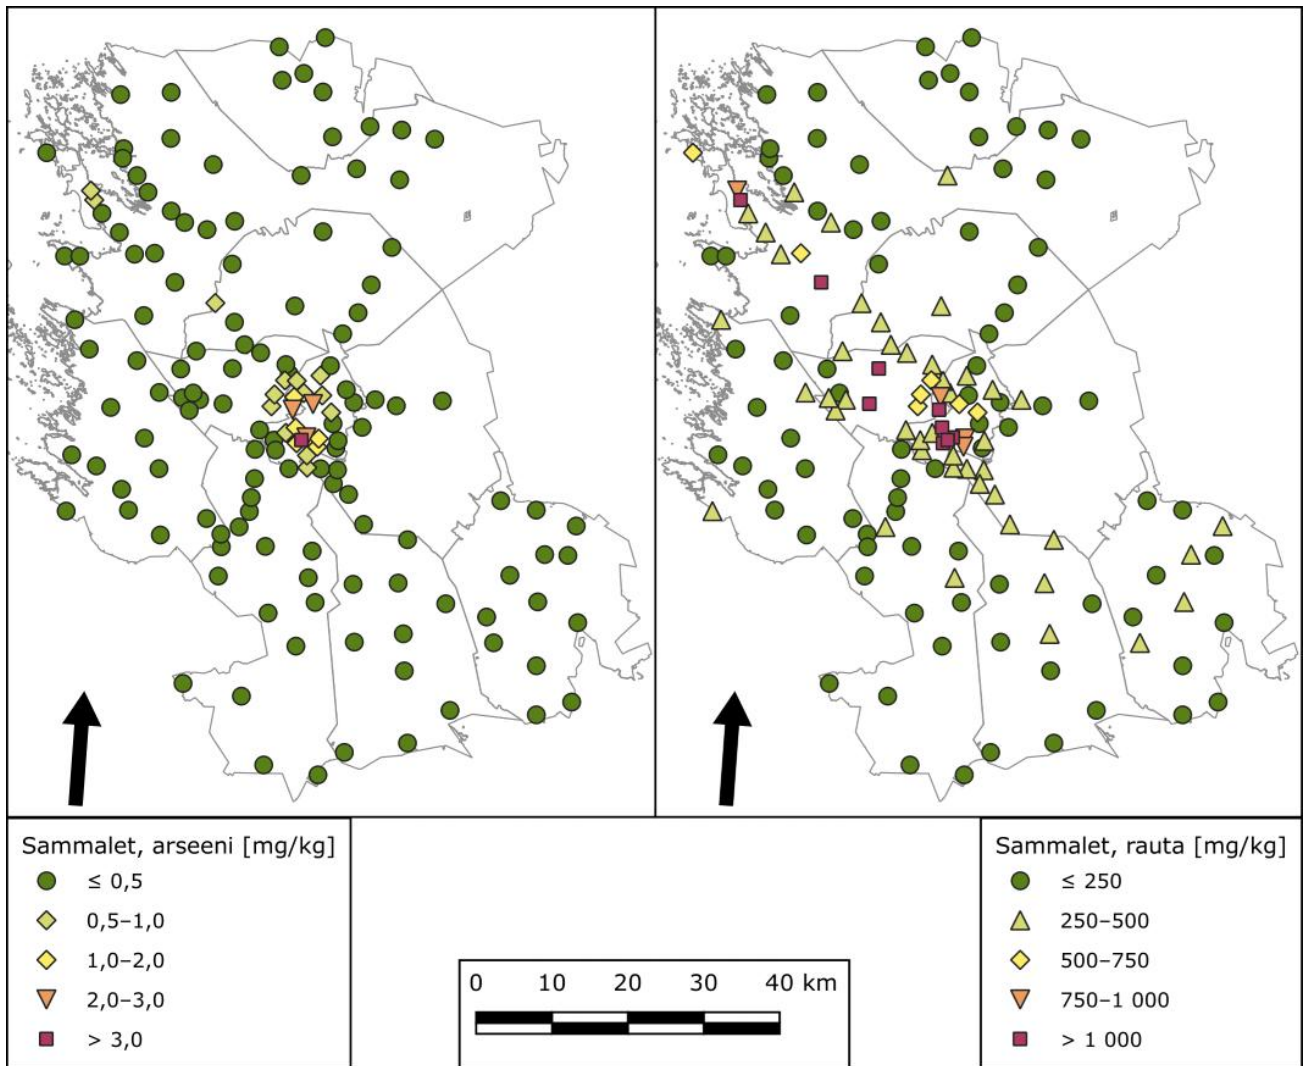 Sammalet, arseeni [mg/kg]
≤ 0,5
0,5–1,0
1,0–2,0
2,0–3,0
> 3,0
0 10 20 30 40 km
Sammalet, rauta [mg/kg]
≤ 250
250–500
500–750
750–1 000
> 1 000